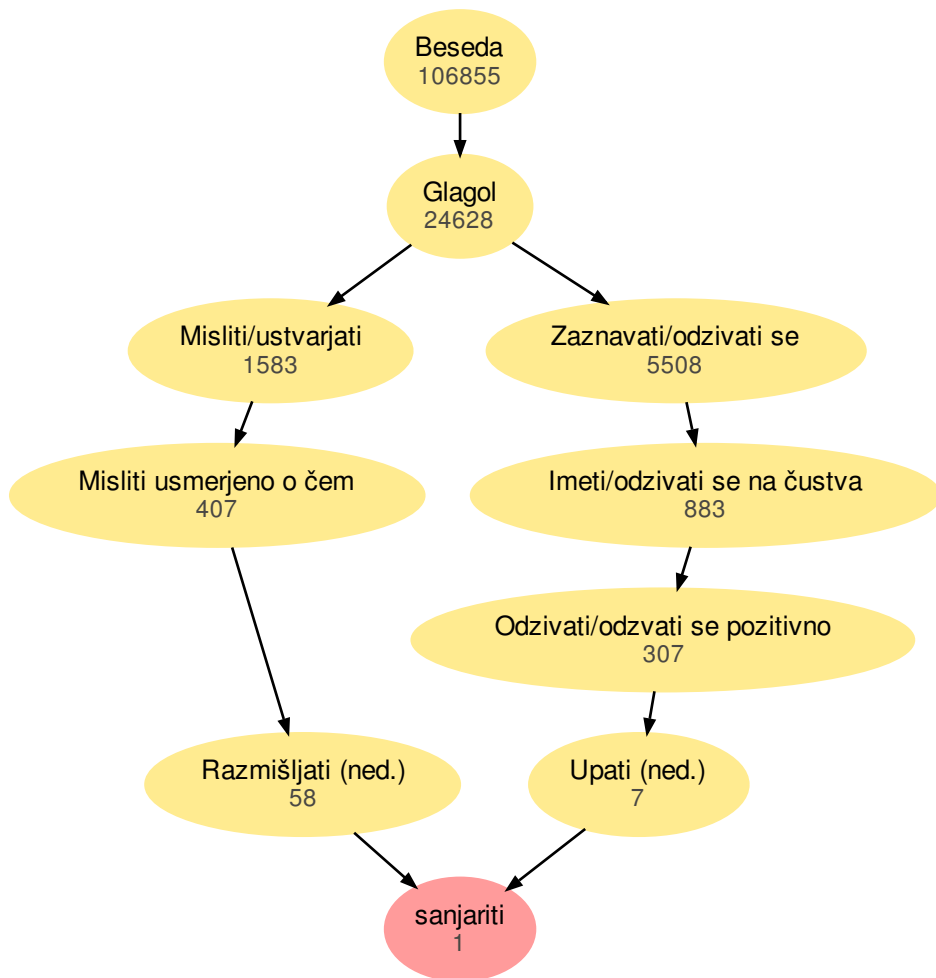 Beseda
106855
Glagol
24628
Misliti/ustvarjati
1583
Zaznavati/odzivati se
5508
Misliti usmerjeno o čem
407
Imeti/odzivati se na čustva
883
Odzivati/odzvati se pozitivno
307
Razmišljati (ned.)
58
Upati (ned.)
7
sanjariti
1